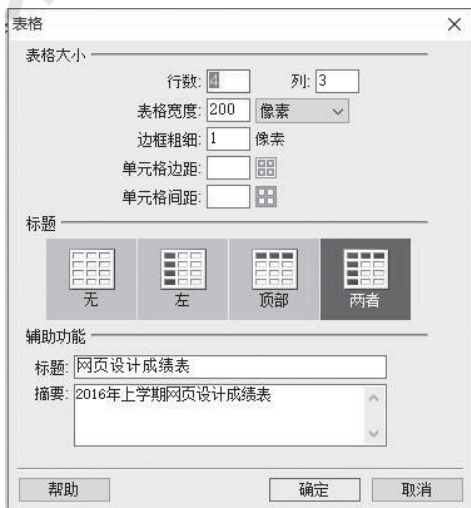 表格
表格大小
行数: 4 列: 3
表格宽度: 200 像素
边框粗细: 1 像素
单元格边距:
单元格间距:
标题
无 左 顶部 两者
辅助功能
标题: 网页设计成绩表
摘要: 2016年上学期网页设计成绩表
帮助 确定 取消